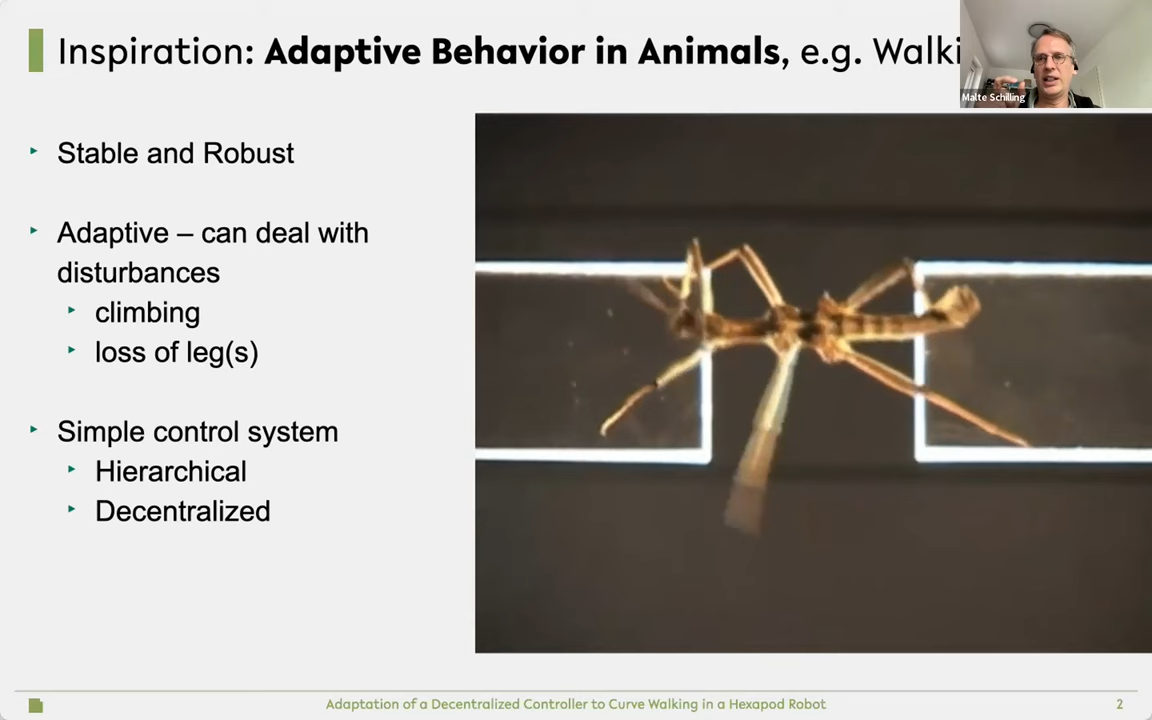 Inspiration: Adaptive Behavior in Animals, e.g. Walki
Malte Schilling
‣ Stable and Robust
‣ Adaptive – can deal with
disturbances
‣ climbing
‣ loss of leg(s)
‣ Simple control system
‣ Hierarchical
‣ Decentralized
Adaptation of a Decentralized Controller to Curve Walking in a Hexapod Robot
2